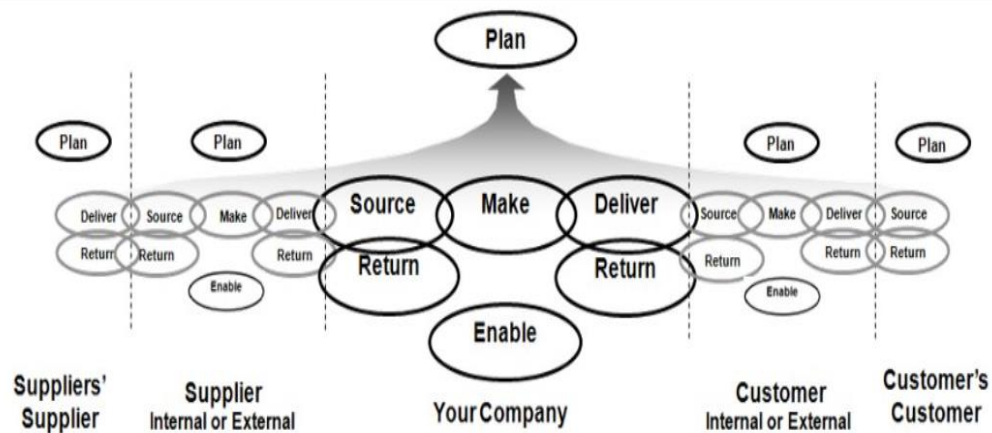 Plan
Plan Plan Plan Plan
Deliver Source Make Deliver Source Make Deliver Source Make Deliver Source
Return Return Return Return Return Return Return Return
Enable Enable Enable
Suppliers' Supplier
Supplier Internal or External
Your Company
Customer Internal or External
Customer's Customer